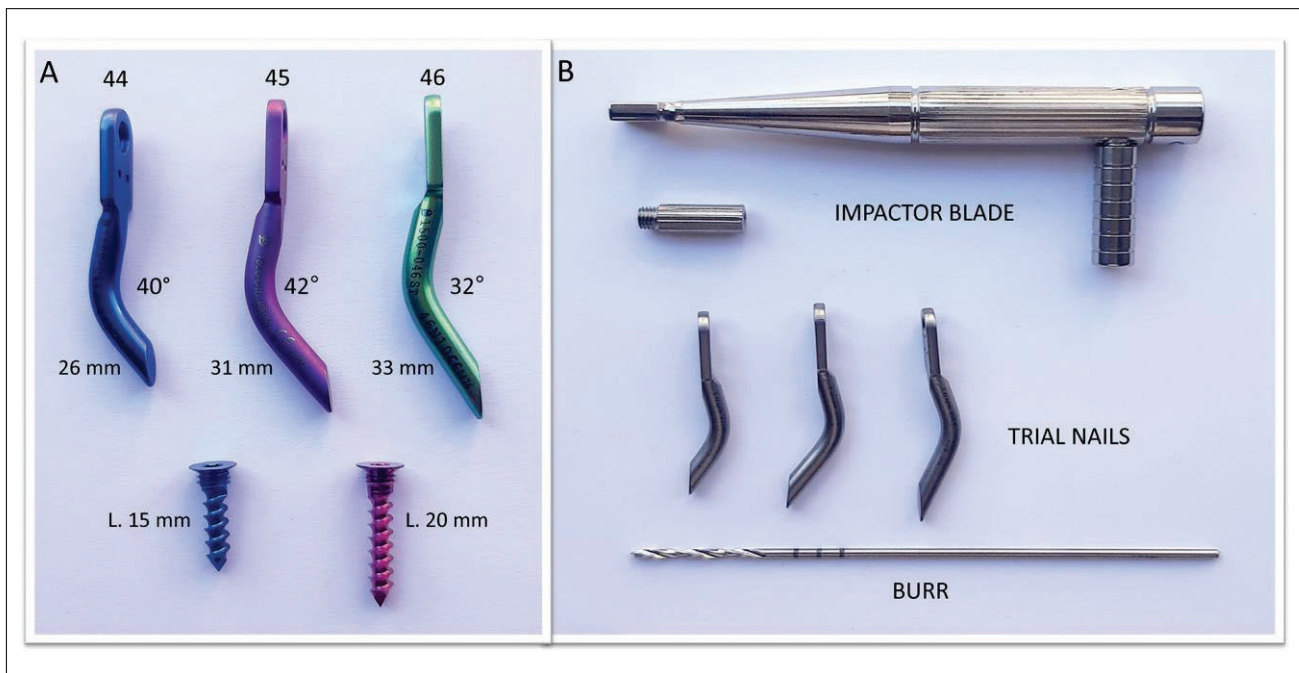 A
44
45
46
40°
42°
32°
26 mm
31 mm
33 mm
L. 15 mm
L. 20 mm
B
IMPACTOR BLADE
TRIAL NAILS
BURR